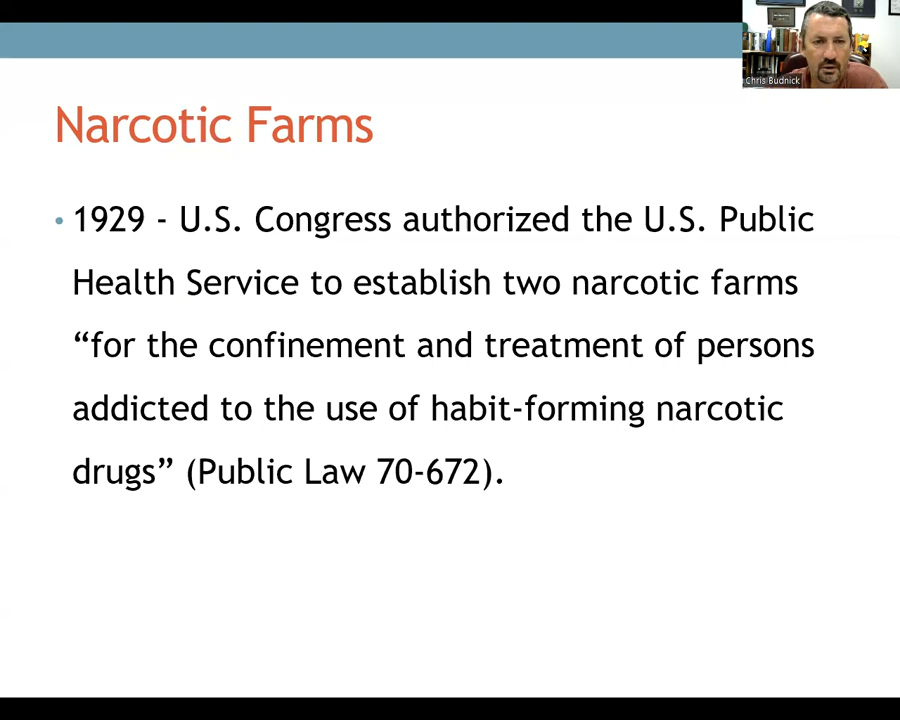 Chris Budnick
Narcotic Farms
• 1929 - U.S. Congress authorized the U.S. Public
Health Service to establish two narcotic farms
“for the confinement and treatment of persons
addicted to the use of habit-forming narcotic
drugs” (Public Law 70-672).